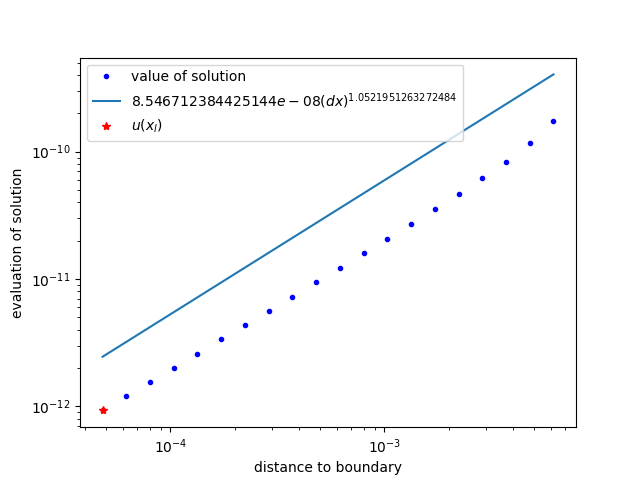 value of solution
8.546712384425144e − 08(dx)^1.0521951263272484
u(x_l)
10^−10
10^−11
10^−12
evaluation of solution
10^−4
10^−3
distance to boundary